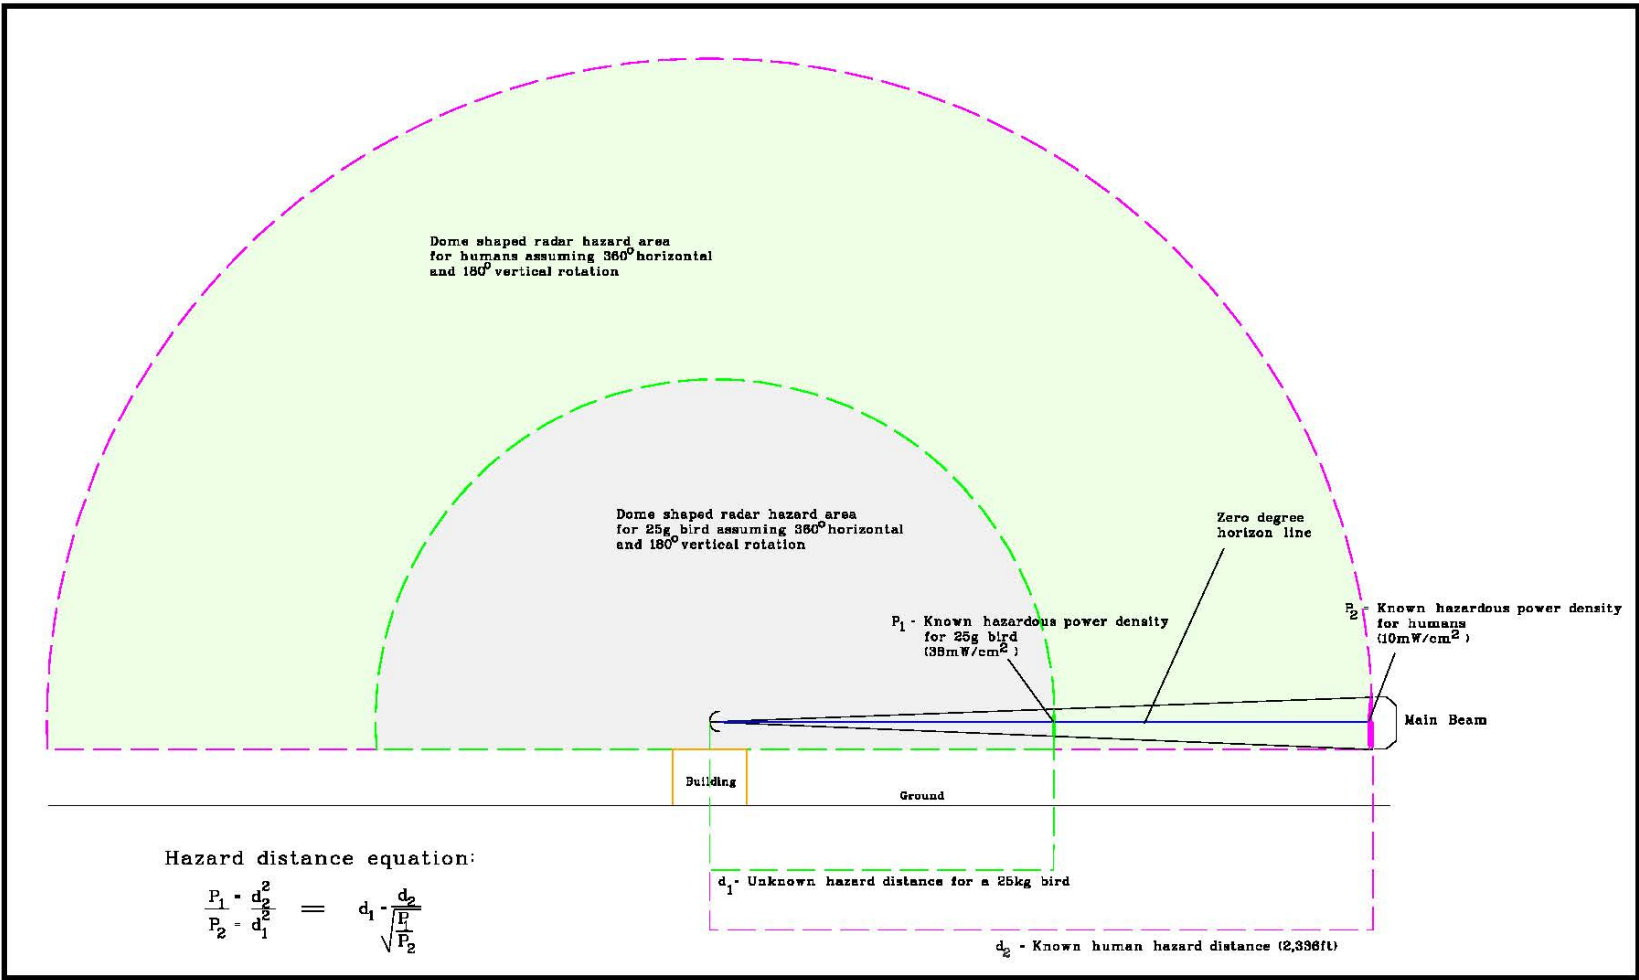 Dome shaped radar hazard area
for humans assuming 360° horizontal
and 180° vertical rotation
Dome shaped radar hazard area
for 25g bird assuming 360° horizontal
and 180° vertical rotation
Zero degree
horizon line
P₁ - Known hazardous power density
for 25g bird
(38mW/cm²)
P₂ - Known hazardous power density
for humans
(10mW/cm²)
Main Beam
Building
Ground
d₁- Unknown hazard distance for a 25kg bird
d₂ - Known human hazard distance (2,336ft)
Hazard distance equation:
P₁ - d₂² = d₁ - d₂
P₂ = d₁² √P₁
P₂